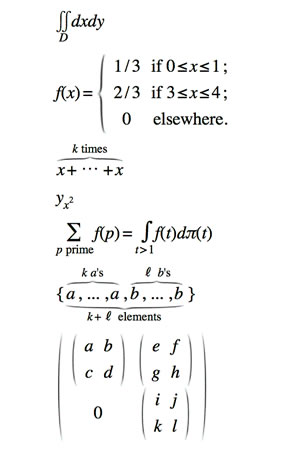 ∬dxdy
D
f(x) = { 1/3 if 0≤x≤1;
2/3 if 3≤x≤4;
0 elsewhere.
k times
x+ ⋯ +x
y_{x^2}
∑ f(p) = ∫f(t)dπ(t)
p prime t>1
k a's ℓ b's
{a, ... ,a ,b, ... ,b }
k+ ℓ elements
a b e f
c d g h
0 i j
k l